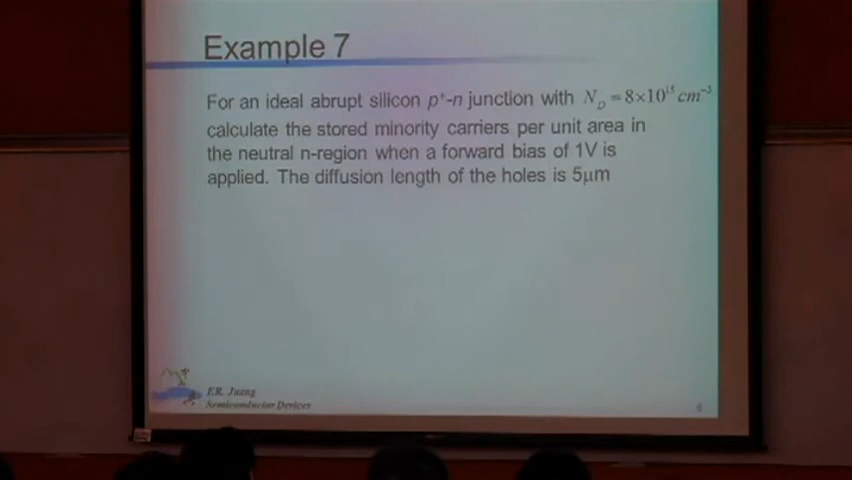 Example 7
For an ideal abrupt silicon p⁺-n junction with N_D = 8×10¹⁵ cm⁻³
calculate the stored minority carriers per unit area in
the neutral n-region when a forward bias of 1V is
applied. The diffusion length of the holes is 5μm
F.R. Juang
Semiconductor Devices
6